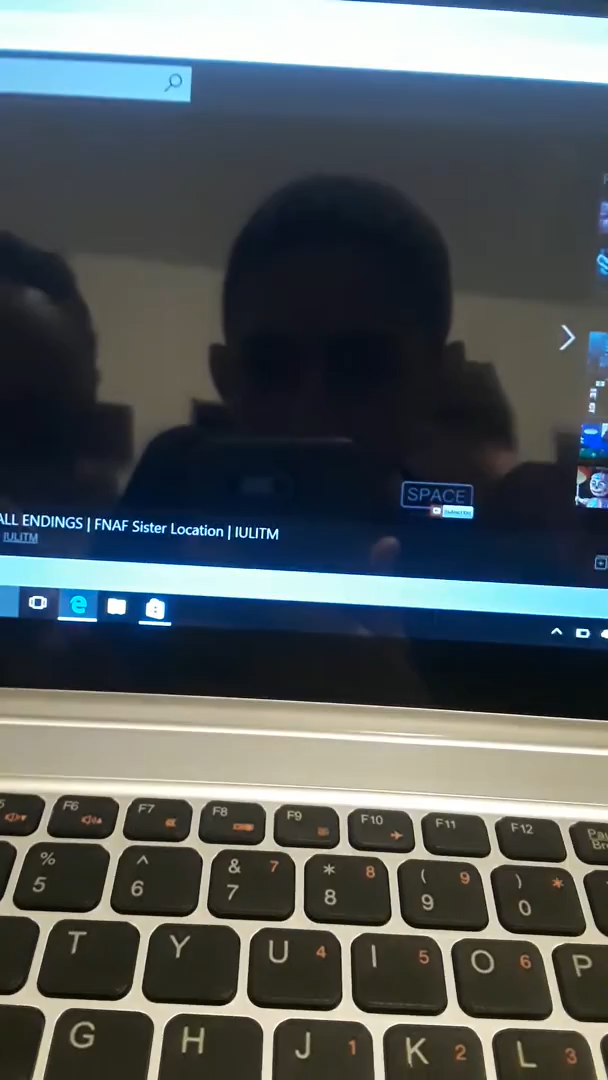 SPACE
ALL ENDINGS | FNAF Sister Location | IULITM
IULITM
F6 F7 F8 F9 F10 F11 F12
% ^ & 7 * 8 ( 9 ) *
5 6 7 8 9 0
T Y U 4 I 5 O 6 P
G H J 1 K 2 L 3